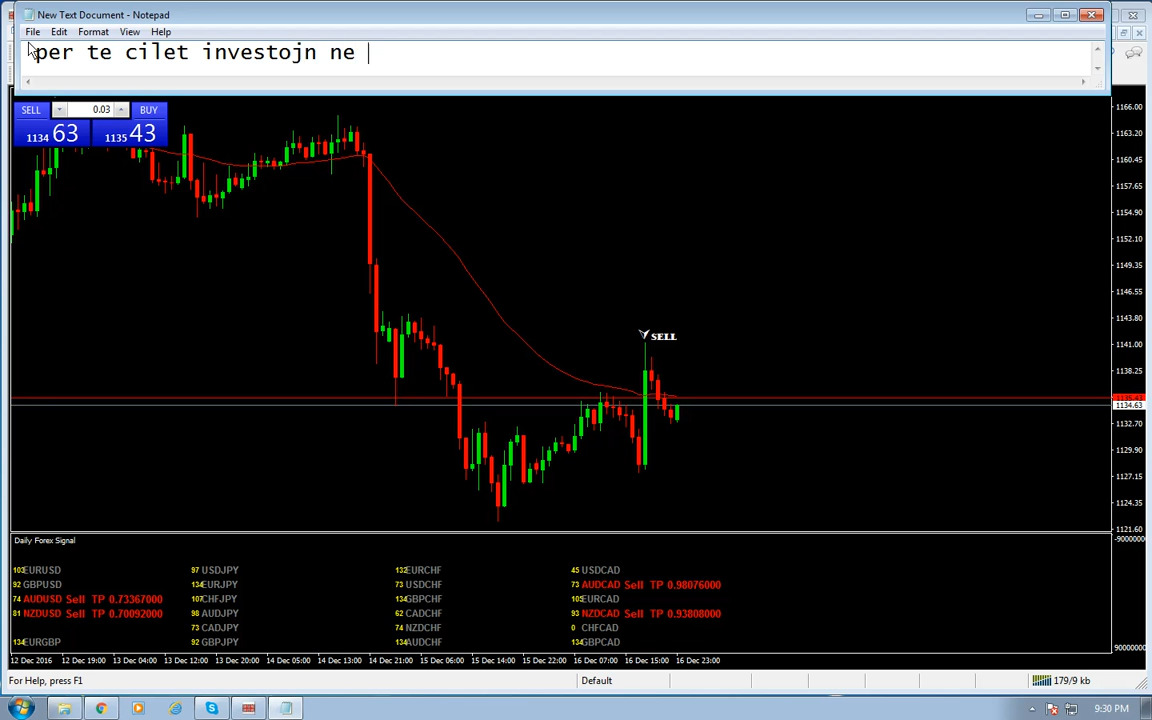 New Text Document - Notepad
File Edit Format View Help
per te cilet investojn ne
SELL 0.03 BUY
1134 63 1135 43
1166.00
1163.20
1160.45
1157.65
1154.90
1152.10
1149.35
1146.55
1143.80
1141.00
1138.25
1134.63
1132.70
1129.90
1127.15
1124.35
1121.60
SELL
Daily Forex Signal
-9000000
103 EURUSD 97 USDJPY 132 EURCHF 45 USDCAD
92 GBPUSD 134 EURJPY 73 USDCHF 73 AUDCAD Sell TP 0.98076000
74 AUDUSD Sell TP 0.73367000 107 CHFJPY 134 GBPCHF 105 EURCAD
81 NZDUSD Sell TP 0.70092000 98 AUDJPY 62 CADCHF 93 NZDCAD Sell TP 0.93808000
73 CADJPY 74 NZDCHF 0 CHFCAD
134 EURGBP 92 GBPJPY 134 AUDCHF 134 GBPCAD
9000000
12 Dec 2016 12 Dec 19:00 13 Dec 04:00 13 Dec 12:00 13 Dec 20:00 14 Dec 05:00 14 Dec 13:00 14 Dec 21:00 15 Dec 06:00 15 Dec 14:00 15 Dec 22:00 16 Dec 07:00 16 Dec 15:00 16 Dec 23:00
For Help, press F1 Default 179/9 kb
9:30 PM